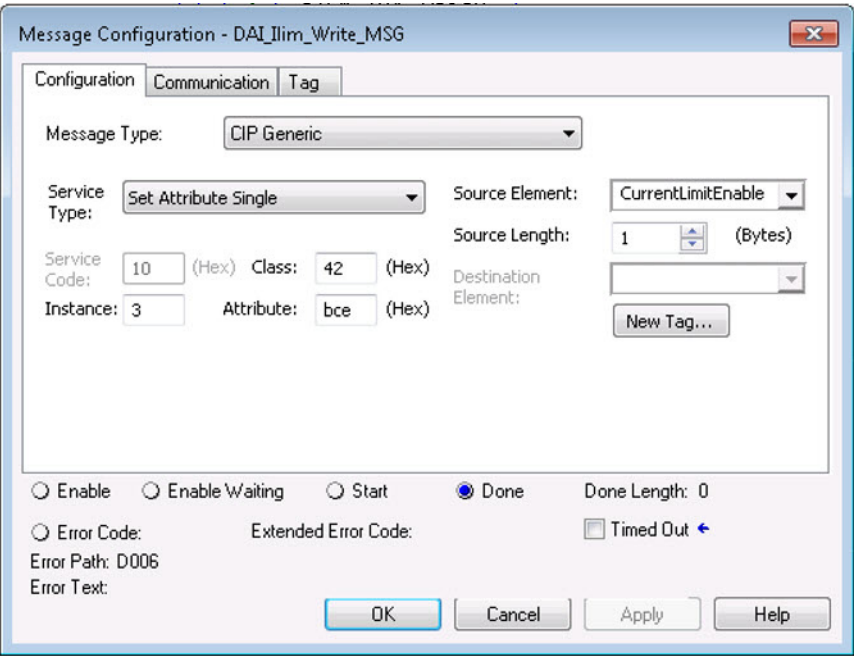 Message Configuration - DAI_Ilim_Write_MSG
Configuration Communication Tag
Message Type: CIP Generic
Service Type: Set Attribute Single
Source Element: CurrentLimitEnable
Source Length: 1 (Bytes)
Service Code: 10 (Hex) Class: 42 (Hex)
Destination Element:
Instance: 3 Attribute: bce (Hex)
New Tag...
Enable Enable Waiting Start Done Done Length: 0
Error Code: Extended Error Code: Timed Out
Error Path: D006
Error Text:
OK Cancel Apply Help